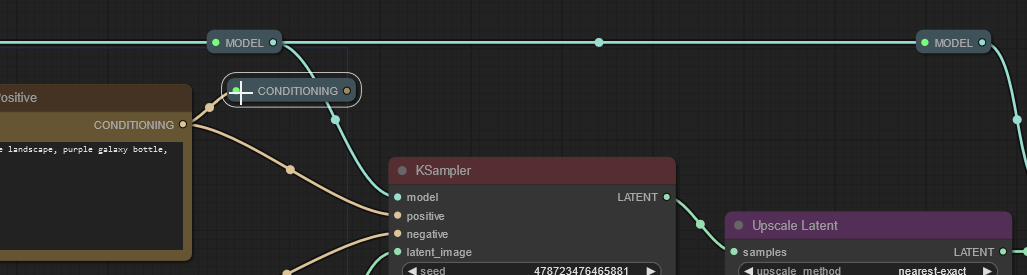 MODEL
MODEL
CONDITIONING
ositive
CONDITIONING
e landscape, purple galaxy bottle,
KSampler
model
LATENT
positive
negative
latent_image
seed
478723476465881
Upscale Latent
samples
LATENT
upscale_method
nearest-exact